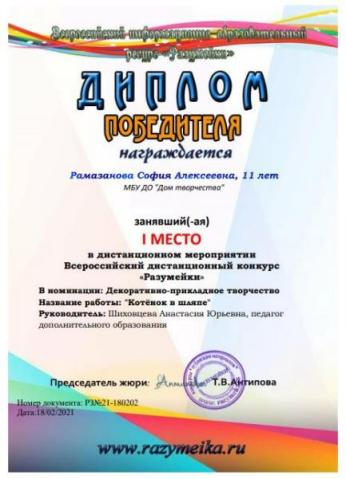 Всероссийский информационно-образовательный
ресурс «Разумейки»
ДИПЛОМ
ПОБЕДИТЕЛЯ
награждается
Рамазанова София Алексеевна, 11 лет
МБУ ДО "Дом творчества"
занявший(-ая)
I МЕСТО
в дистанционном мероприятии
Всероссийский дистанционный конкурс
«Разумейки»
В номинации: Декоративно-прикладное творчество
Название работы: "Котёнок в шляпе"
Руководитель: Шиховцева Анастасия Юрьевна, педагог
дополнительного образования
Председатель жюри: Т.В.Антипова
Номер документа: РЗ№21-180202
Дата:18/02/2021
www.razymeika.ru